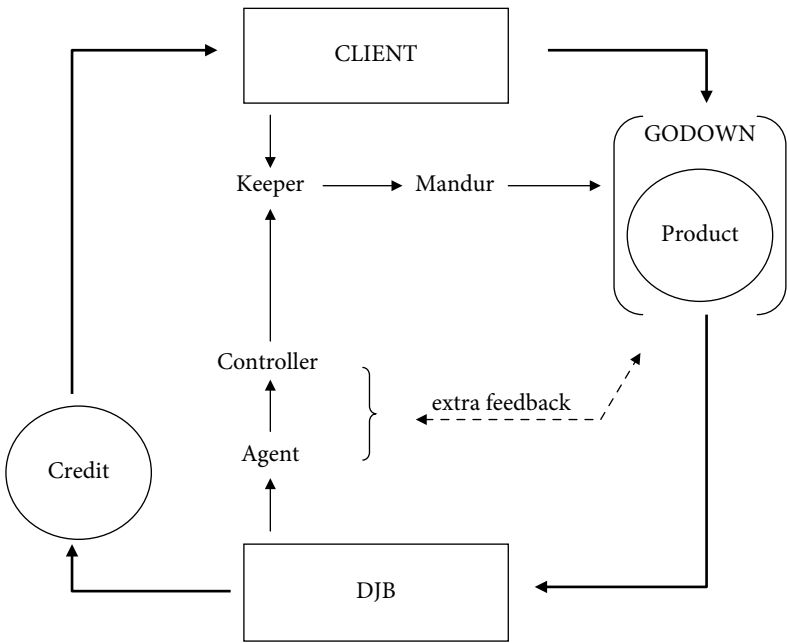 CLIENT
GODOWN
Keeper
Mandur
Product
Controller
extra feedback
Agent
Credit
DJB